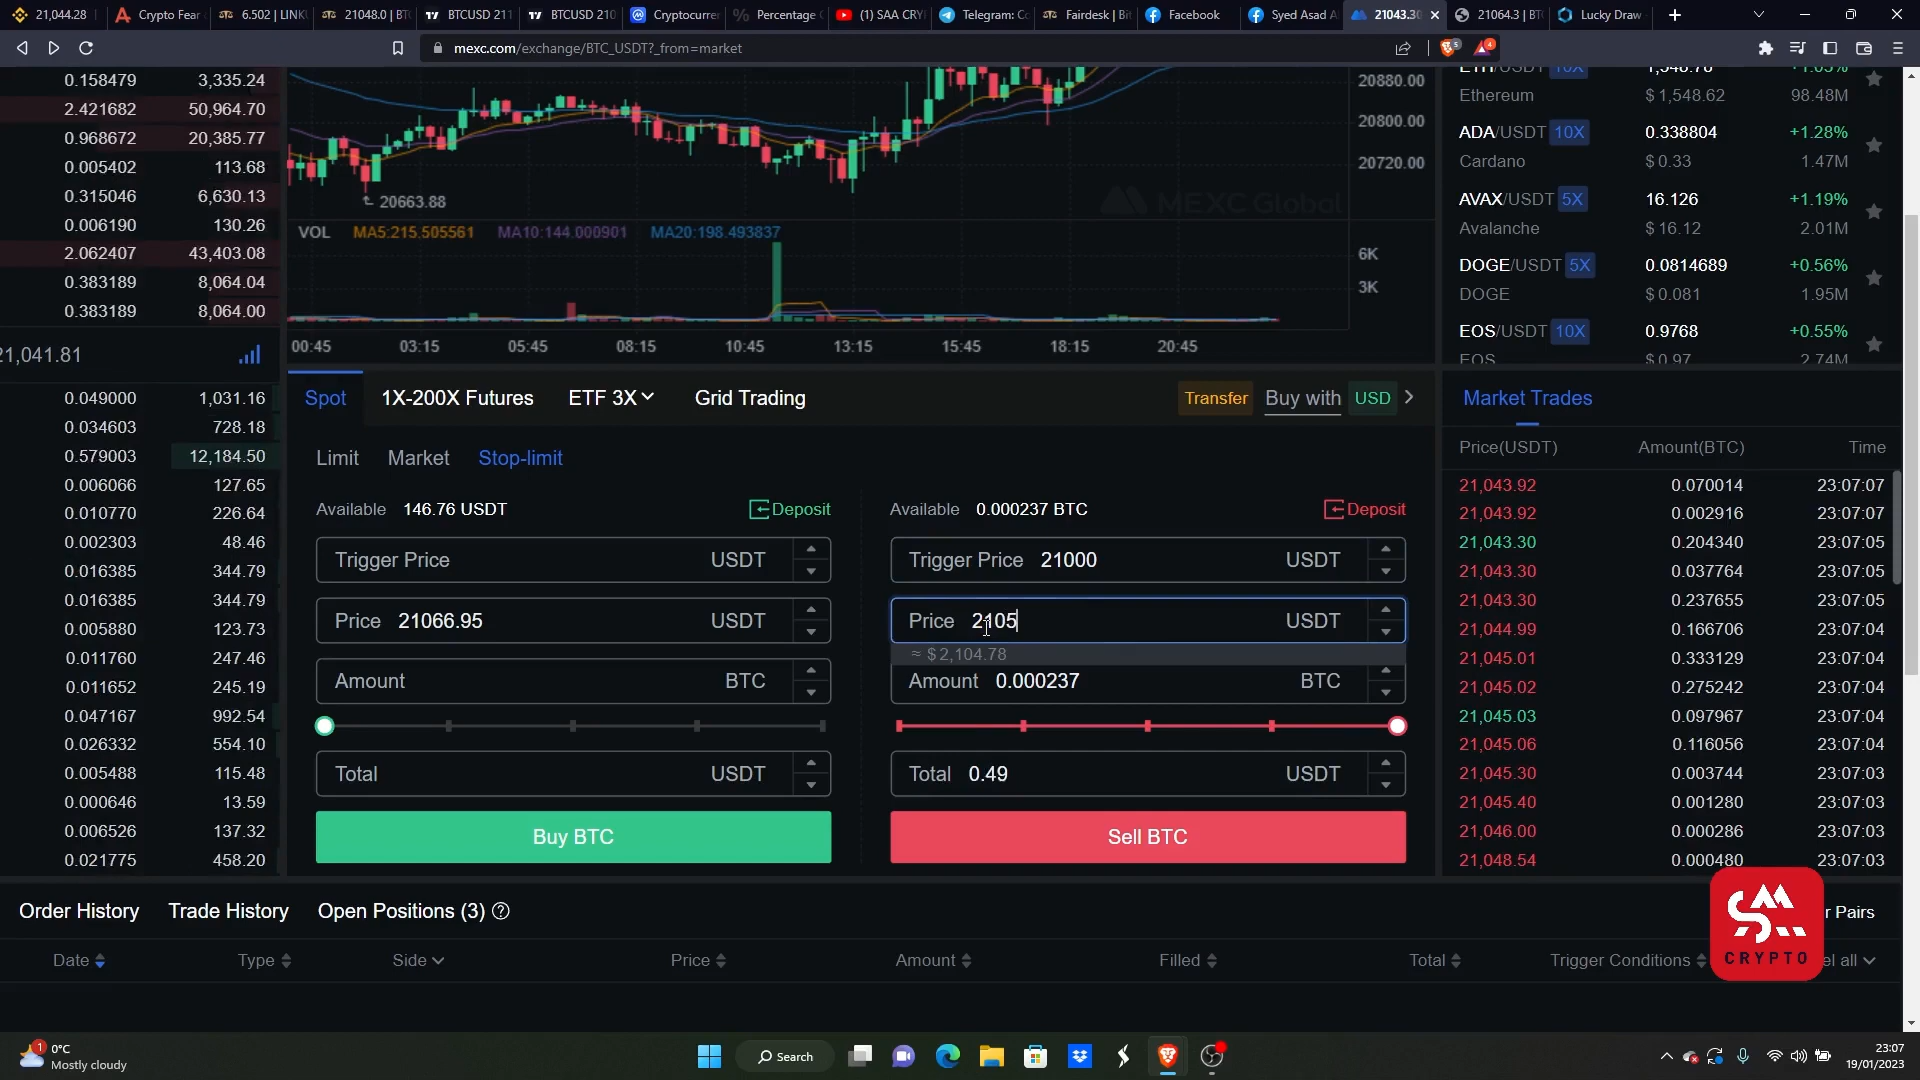 21,044.28
Crypto Fear
6.502 | LINK
21048.0 | BT
BTCUSD 211
BTCUSD 210
Cryptocurre
Percentage
(1) SAA CRY
Telegram: Co
Fairdesk | Bi
Facebook
Syed Asad A
21043.30
21064.3 | BT
Lucky Draw
mexc.com/exchange/BTC_USDT?_from=market
0.158479 3,335.24
2.421682 50,964.70
0.968672 20,385.77
0.005402 113.68
0.315046 6,630.13
0.006190 130.26
2.062407 43,403.08
0.383189 8,064.04
0.383189 8,064.00
21,041.81
0.049000 1,031.16
0.034603 728.18
0.579003 12,184.50
0.006066 127.65
0.010770 226.64
0.002303 48.46
0.016385 344.79
0.016385 344.79
0.005880 123.73
0.011760 247.46
0.011652 245.19
0.047167 992.54
0.026332 554.10
0.005488 115.48
0.000646 13.59
0.006526 137.32
0.021775 458.20
20880.00
20800.00
20720.00
20663.88
MEXC Global
VOL MA5:215.505561 MA10:144.000901 MA20:198.493837
6K
3K
00:45 03:15 05:45 08:15 10:45 13:15 15:45 18:15 20:45
Spot 1X-200X Futures ETF 3X Grid Trading Transfer Buy with USD
Limit Market Stop-limit
Available 146.76 USDT Deposit
Trigger Price USDT
Price 21066.95 USDT
Amount BTC
Total USDT
Buy BTC
Available 0.000237 BTC Deposit
Trigger Price 21000 USDT
Price 2105 USDT
≈ $2,104.78
Amount 0.000237 BTC
Total 0.49 USDT
Sell BTC
ETH/USDT 10X 1,548.78 +1.05%
Ethereum $ 1,548.62 98.48M
ADA/USDT 10X 0.338804 +1.28%
Cardano $ 0.33 1.47M
AVAX/USDT 5X 16.126 +1.19%
Avalanche $ 16.12 2.01M
DOGE/USDT 5X 0.0814689 +0.56%
DOGE $ 0.081 1.95M
EOS/USDT 10X 0.9768 +0.55%
EOS $ 0.97 2.74M
Market Trades
Price(USDT) Amount(BTC) Time
21,043.92 0.070014 23:07:07
21,043.92 0.002916 23:07:07
21,043.30 0.204340 23:07:05
21,043.30 0.037764 23:07:05
21,043.30 0.237655 23:07:05
21,044.99 0.166706 23:07:04
21,045.01 0.333129 23:07:04
21,045.02 0.275242 23:07:04
21,045.03 0.097967 23:07:04
21,045.06 0.116056 23:07:04
21,045.30 0.003744 23:07:03
21,045.40 0.001280 23:07:03
21,046.00 0.000286 23:07:03
21,048.54 0.000480 23:07:03
Order History Trade History Open Positions (3) r Pairs
Date Type Side Price Amount Filled Total Trigger Conditions el all
CRYPTO
1
0°C
Mostly cloudy
Search
23:07
19/01/2023